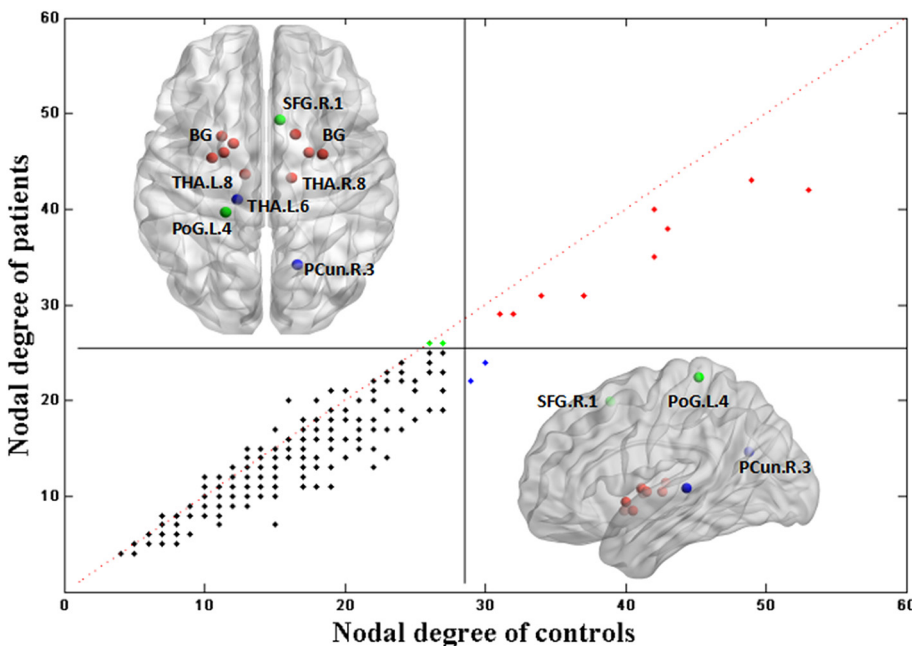 60
50
40
30
20
10
Nodal degree of patients
SFG.R.1
BG
BG
THA.L.8
THA.R.8
THA.L.6
PoG.L.4
PCun.R.3
SFG.R.1
PoG.L.4
PCun.R.3
0 10 20 30 40 50 60
Nodal degree of controls